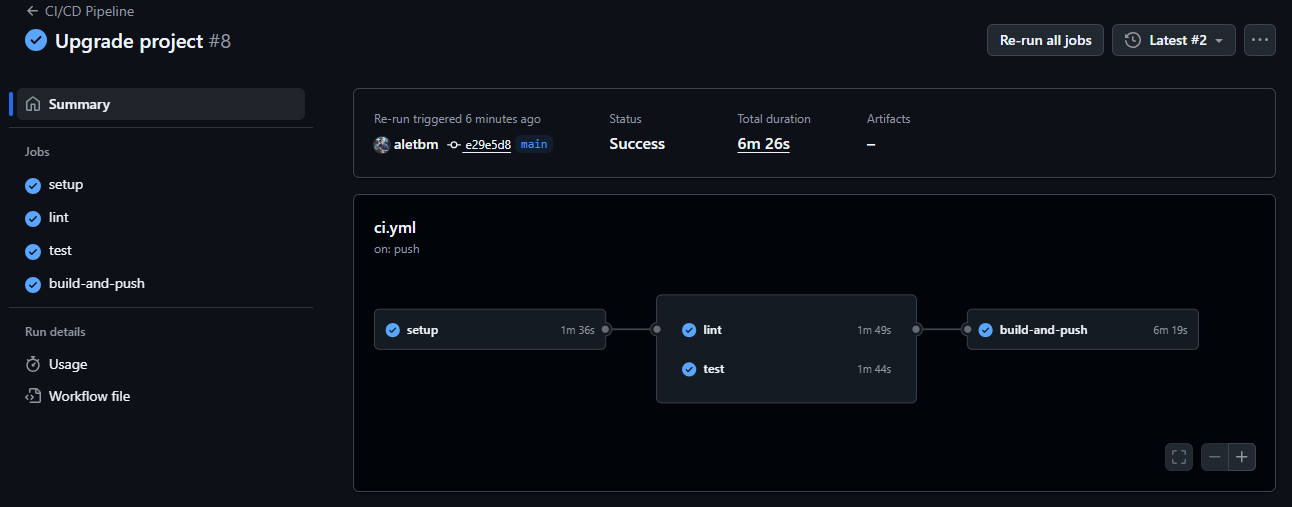 ← CI/CD Pipeline
Upgrade project #8
Re-run all jobs
Latest #2
Summary
Jobs
setup
lint
test
build-and-push
Run details
Usage
Workflow file
Re-run triggered 6 minutes ago
aletbm e29e5d8 main
Status
Success
Total duration
6m 26s
Artifacts
–
ci.yml
on: push
setup 1m 36s
lint 1m 49s
test 1m 44s
build-and-push 6m 19s